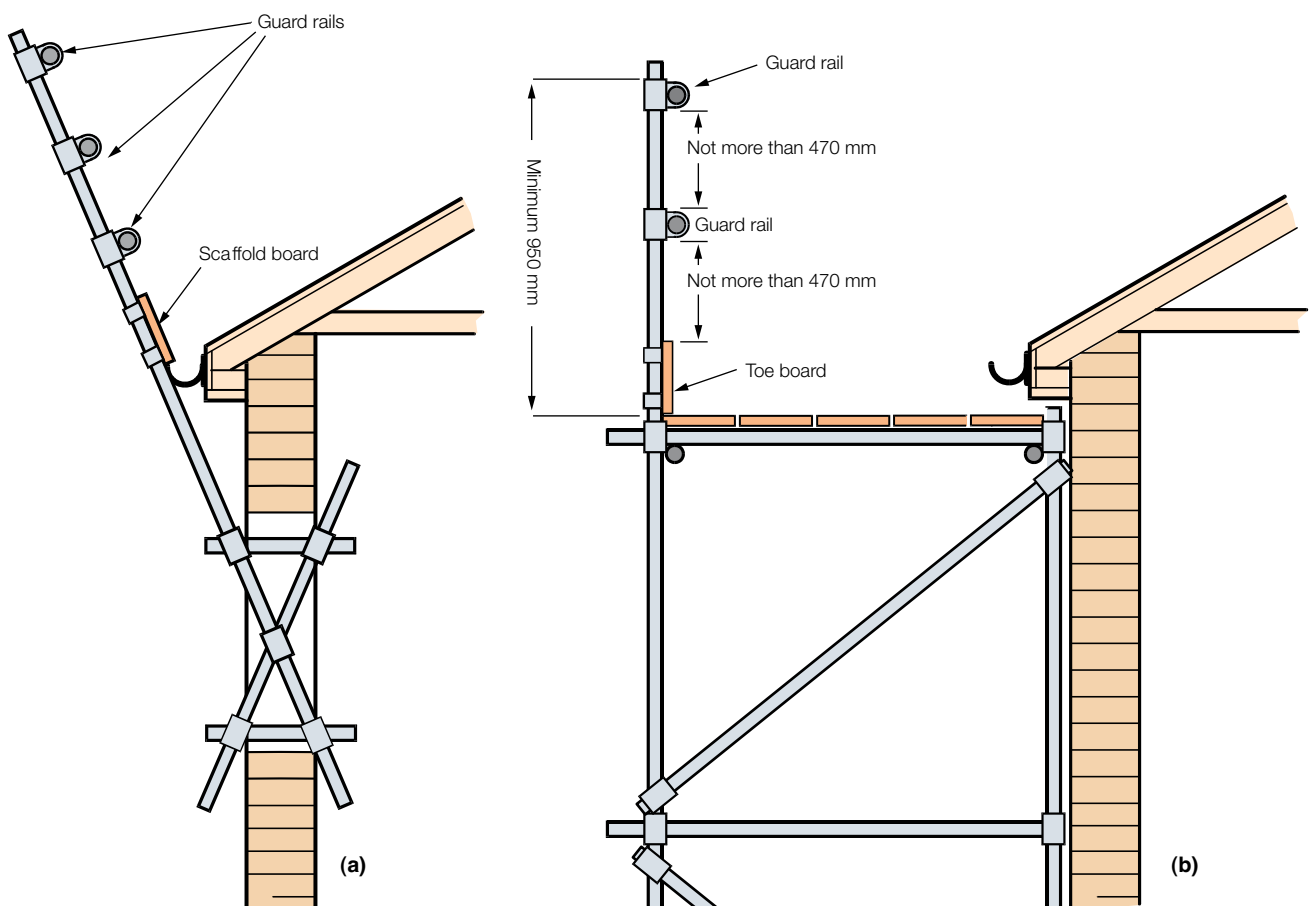 Guard rails
Scaffold board
(a)
Guard rail
Minimum 950 mm
Not more than 470 mm
Guard rail
Not more than 470 mm
Toe board
(b)